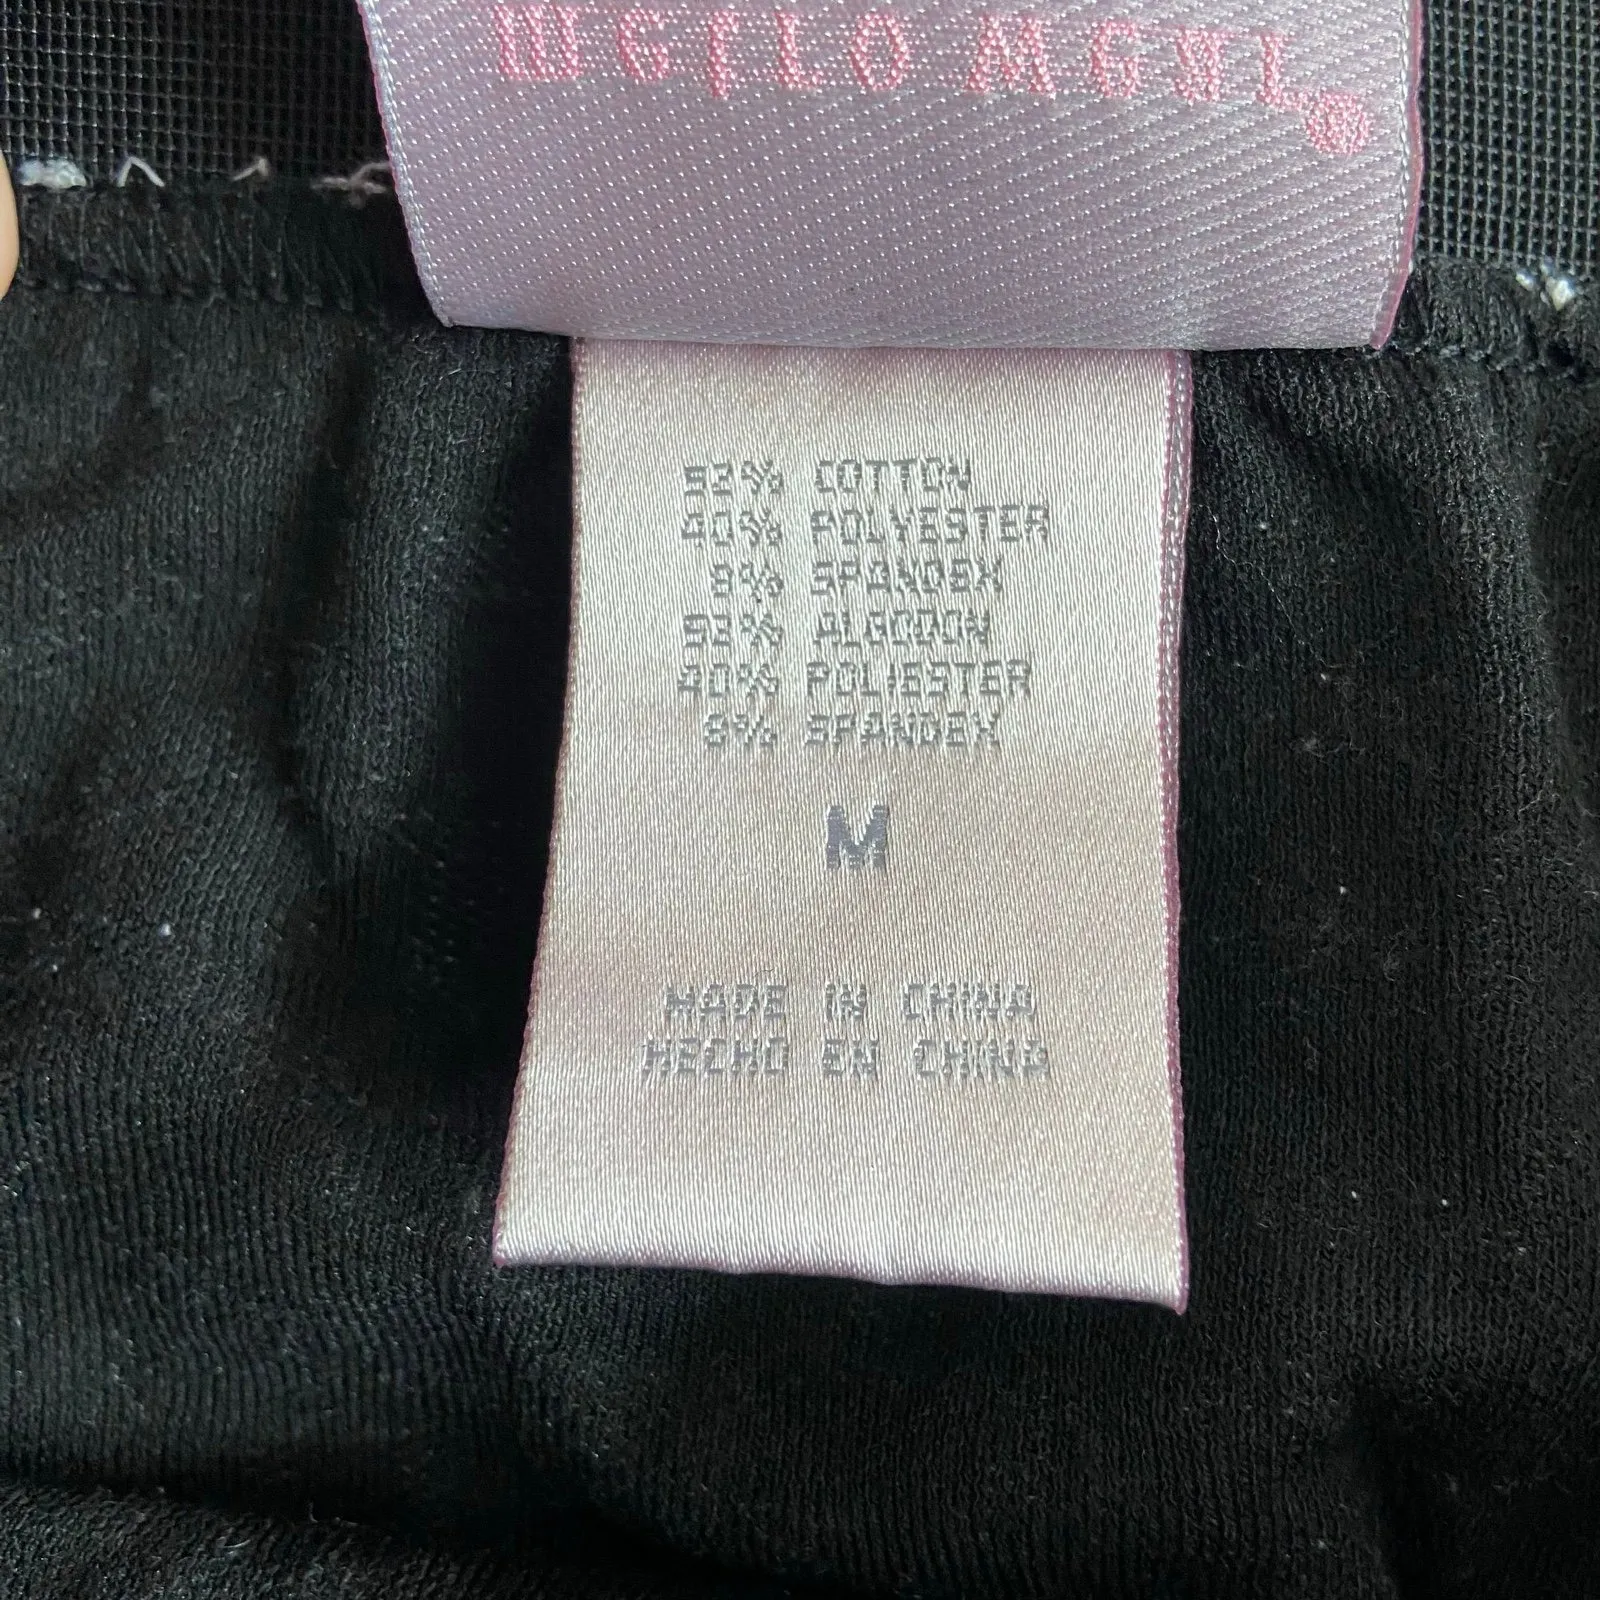 52% COTTON
40% POLYESTER
8% SPANDEX
52% ALGODON
40% POLIESTER
8% SPANDEX
M
MADE IN CHINA
HECHO EN CHINA